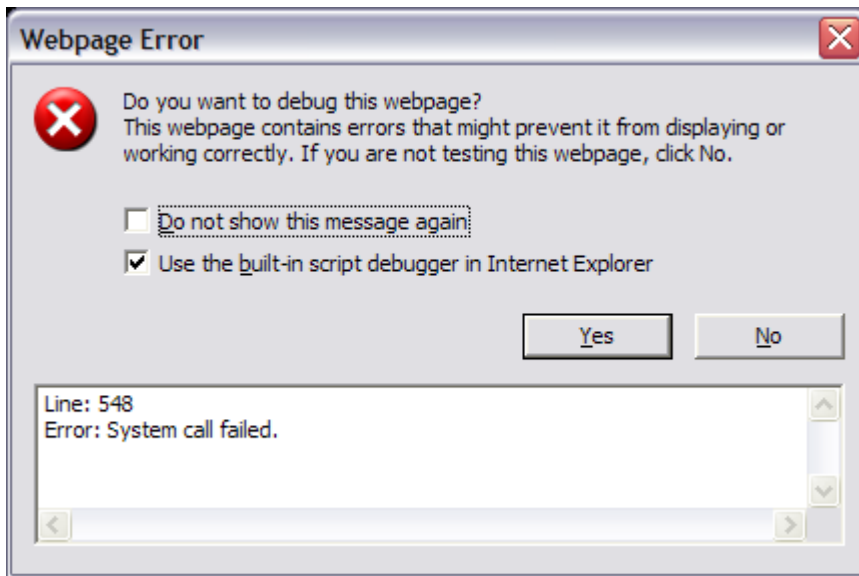 Webpage Error
Do you want to debug this webpage?
This webpage contains errors that might prevent it from displaying or
working correctly. If you are not testing this webpage, click No.
Do not show this message again
Use the built-in script debugger in Internet Explorer
Yes No
Line: 548
Error: System call failed.